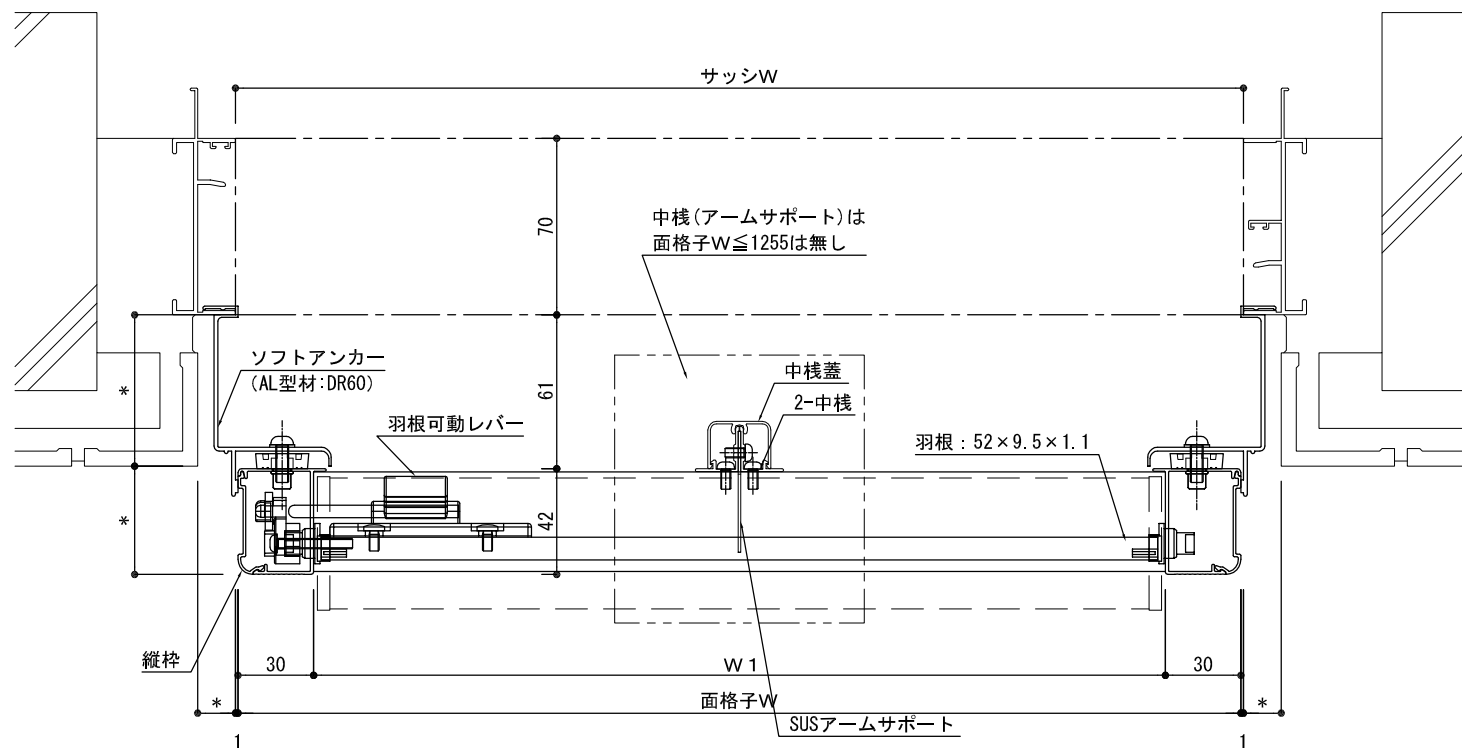 サッシW
70
中桟(アームサポート)は
面格子W≦1255は無し
ソフトアンカー
(AL型材:DR60)
*
61
中桟蓋
2-中桟
羽根可動レバー
羽根：52×9.5×1.1
*
42
縦枠
30
W1
30
*
面格子W
*
SUSアームサポート
1
1